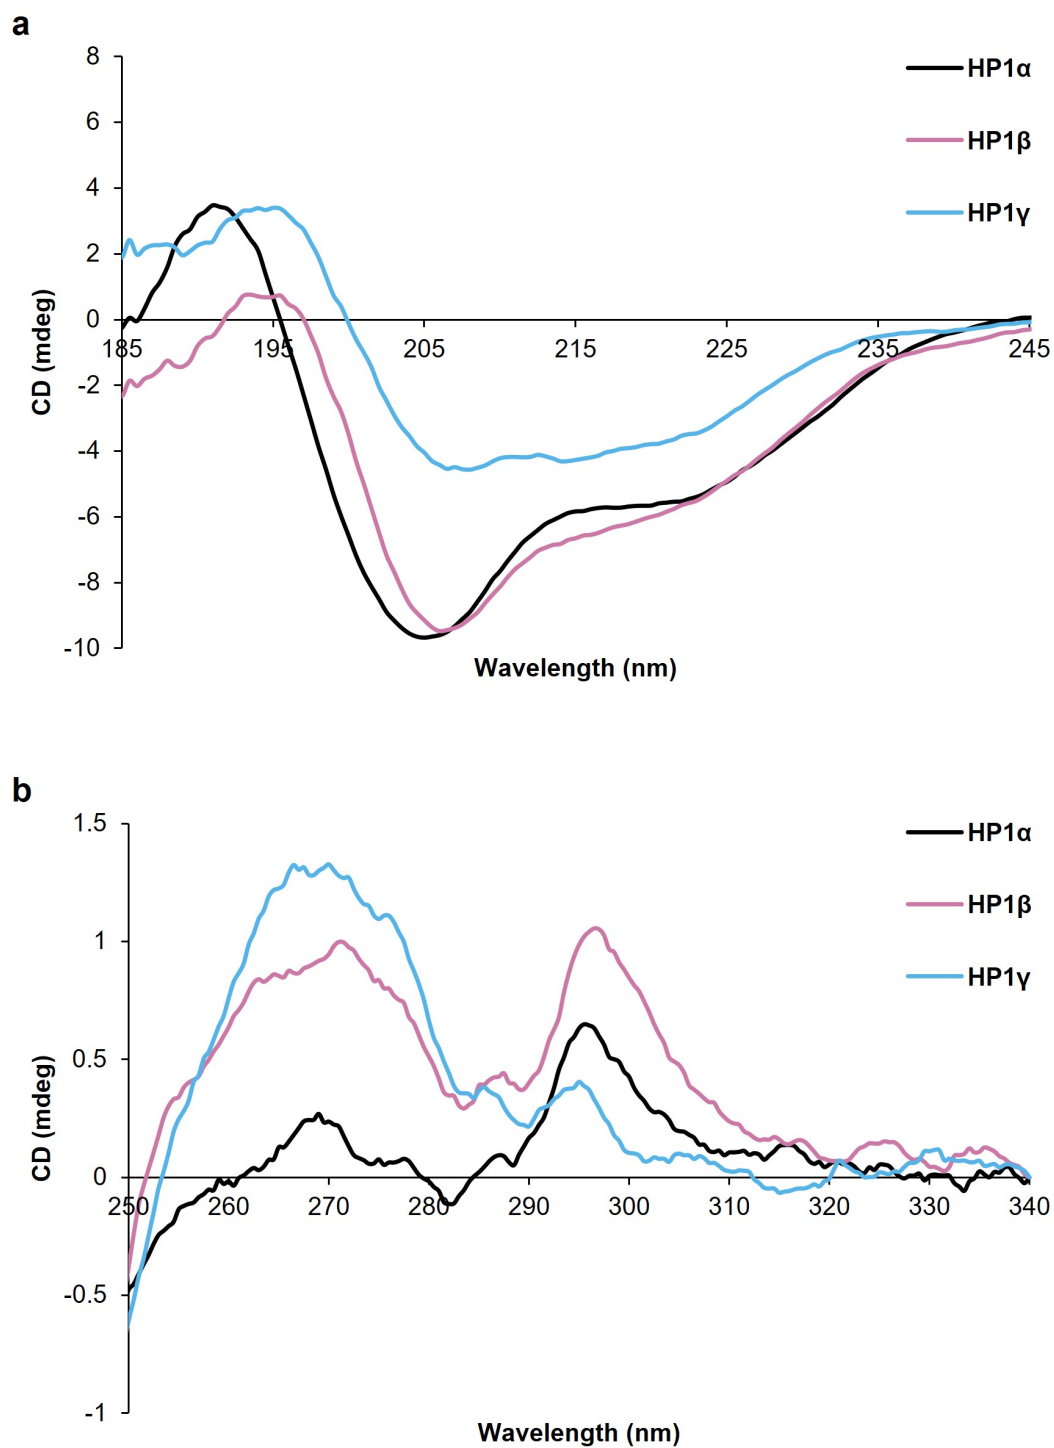 a
8
6
4
2
0
-2
-4
-6
-8
-10
185
195
205
215
225
235
245
CD (mdeg)
Wavelength (nm)
HP1α
HP1β
HP1γ
b
1.5
1
0.5
0
-0.5
-1
250
260
270
280
290
300
310
320
330
340
CD (mdeg)
Wavelength (nm)
HP1α
HP1β
HP1γ